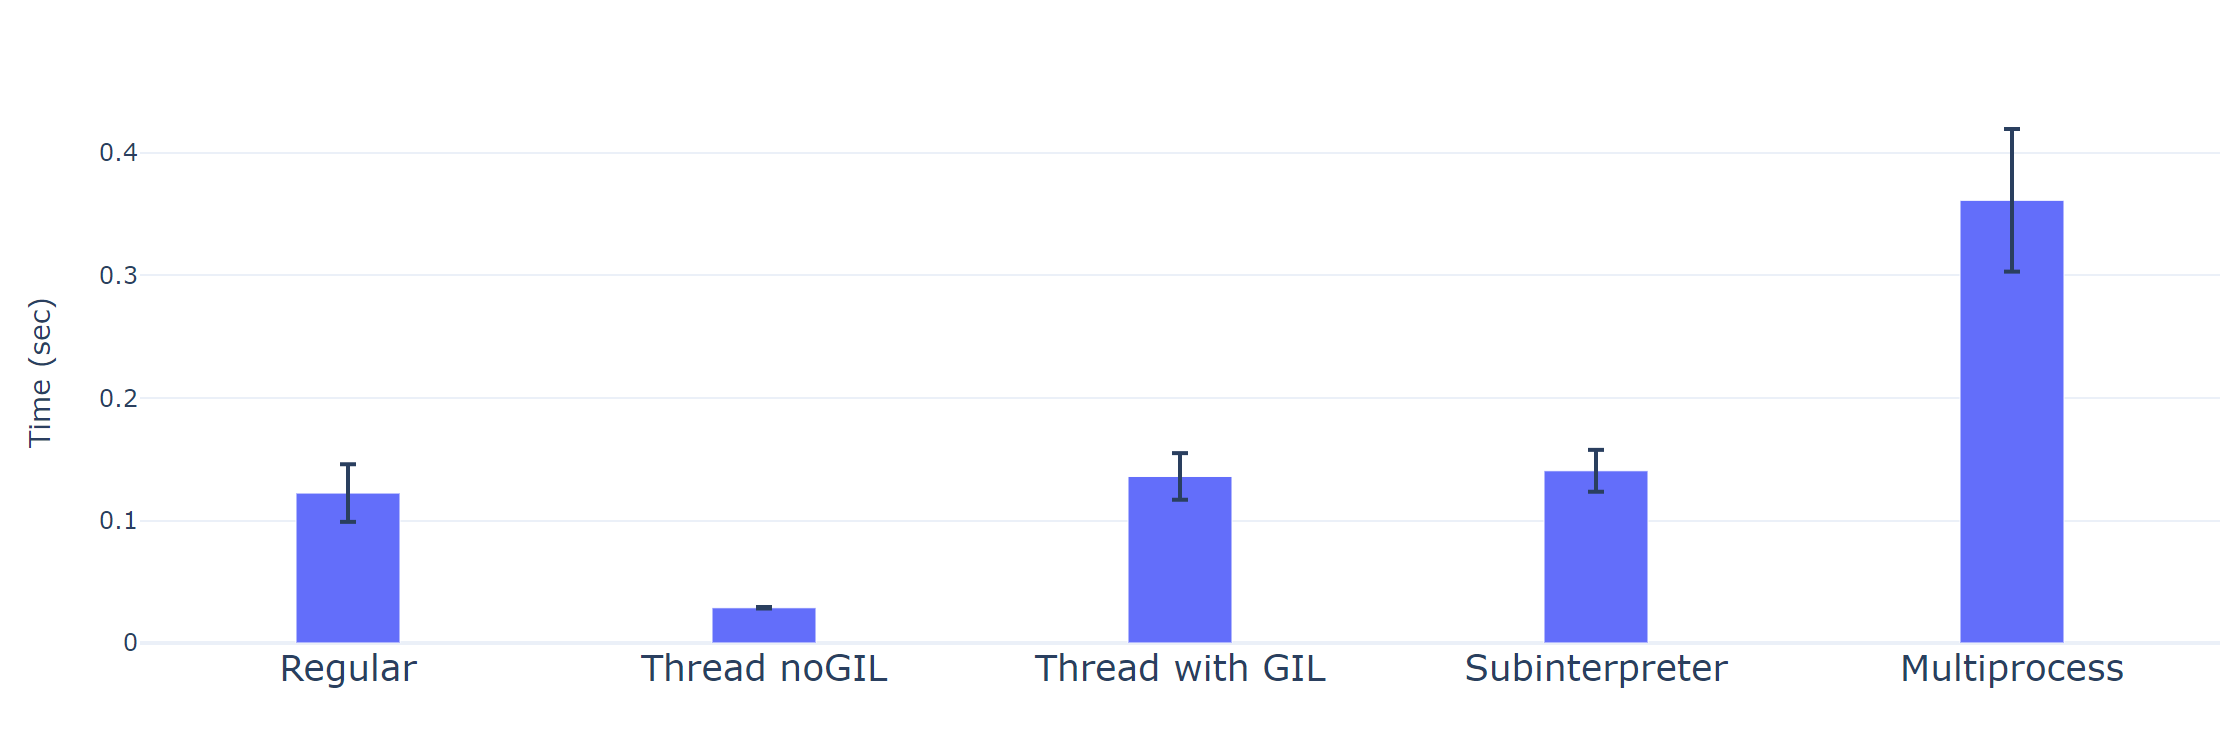 Time (sec)
0.4
0.3
0.2
0.1
0
Regular
Thread noGIL
Thread with GIL
Subinterpreter
Multiprocess